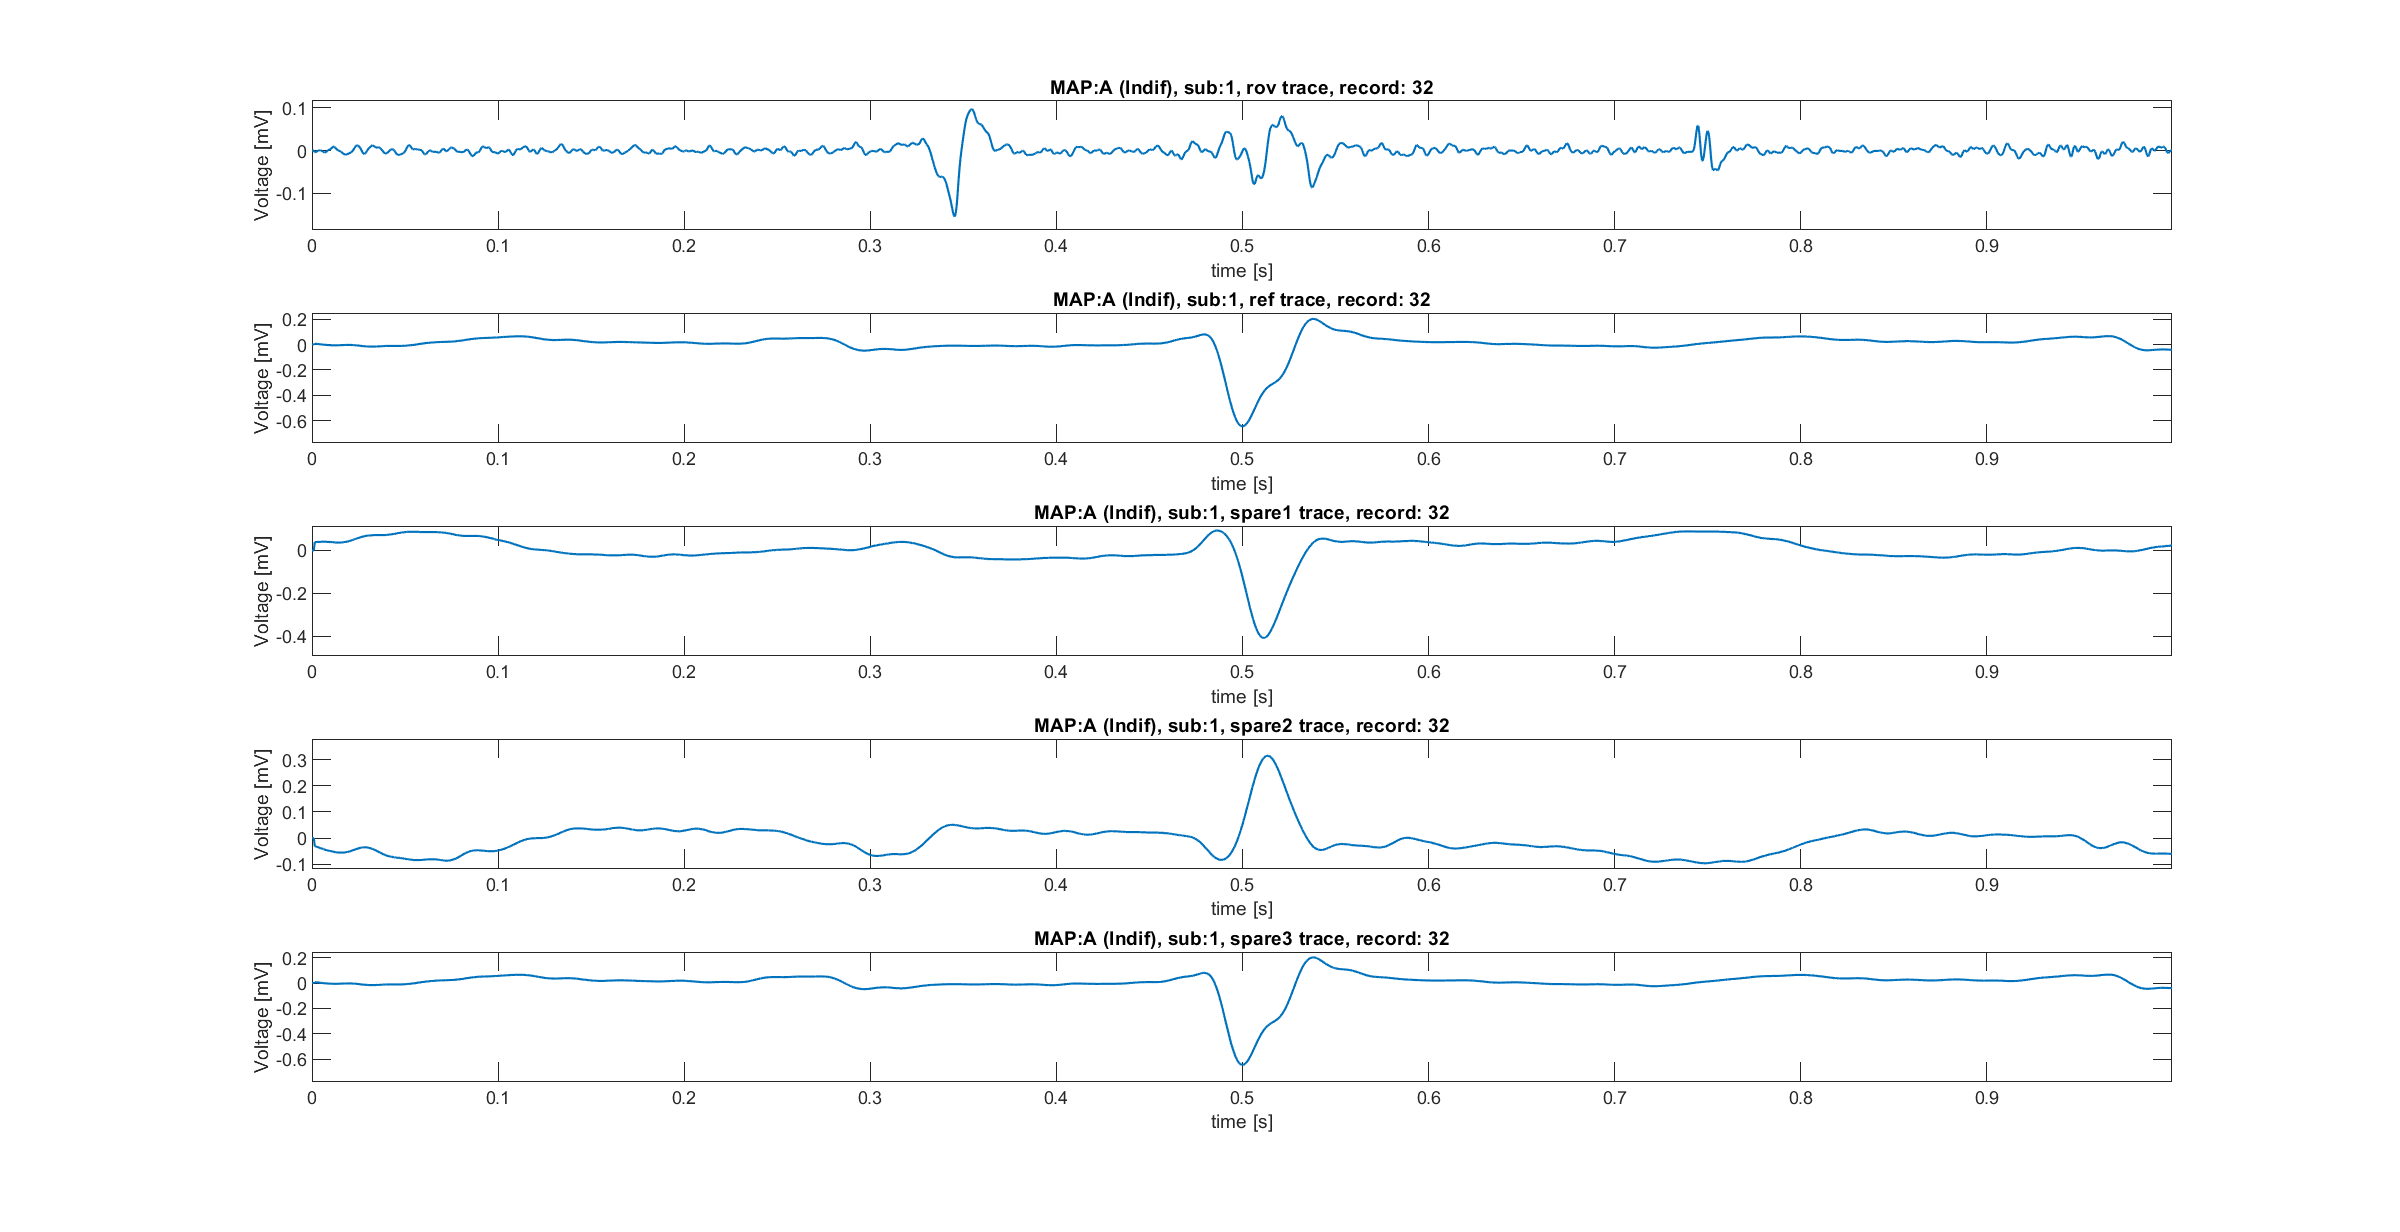 MAP:A (Indif), sub:1, rov trace, record: 32
Voltage [mV]
0.1
0
-0.1
0 0.1 0.2 0.3 0.4 0.5 0.6 0.7 0.8 0.9
time [s]
MAP:A (Indif), sub:1, ref trace, record: 32
Voltage [mV]
0.2
0
-0.2
-0.4
-0.6
0 0.1 0.2 0.3 0.4 0.5 0.6 0.7 0.8 0.9
time [s]
MAP:A (Indif), sub:1, spare1 trace, record: 32
Voltage [mV]
0
-0.2
-0.4
0 0.1 0.2 0.3 0.4 0.5 0.6 0.7 0.8 0.9
time [s]
MAP:A (Indif), sub:1, spare2 trace, record: 32
Voltage [mV]
0.3
0.2
0.1
0
-0.1
0 0.1 0.2 0.3 0.4 0.5 0.6 0.7 0.8 0.9
time [s]
MAP:A (Indif), sub:1, spare3 trace, record: 32
Voltage [mV]
0.2
0
-0.2
-0.4
-0.6
0 0.1 0.2 0.3 0.4 0.5 0.6 0.7 0.8 0.9
time [s]